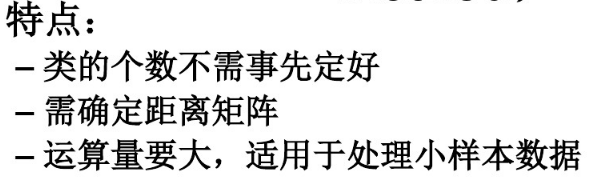 特点：
– 类的个数不需事先定好
– 需确定距离矩阵
– 运算量要大，适用于处理小样本数据